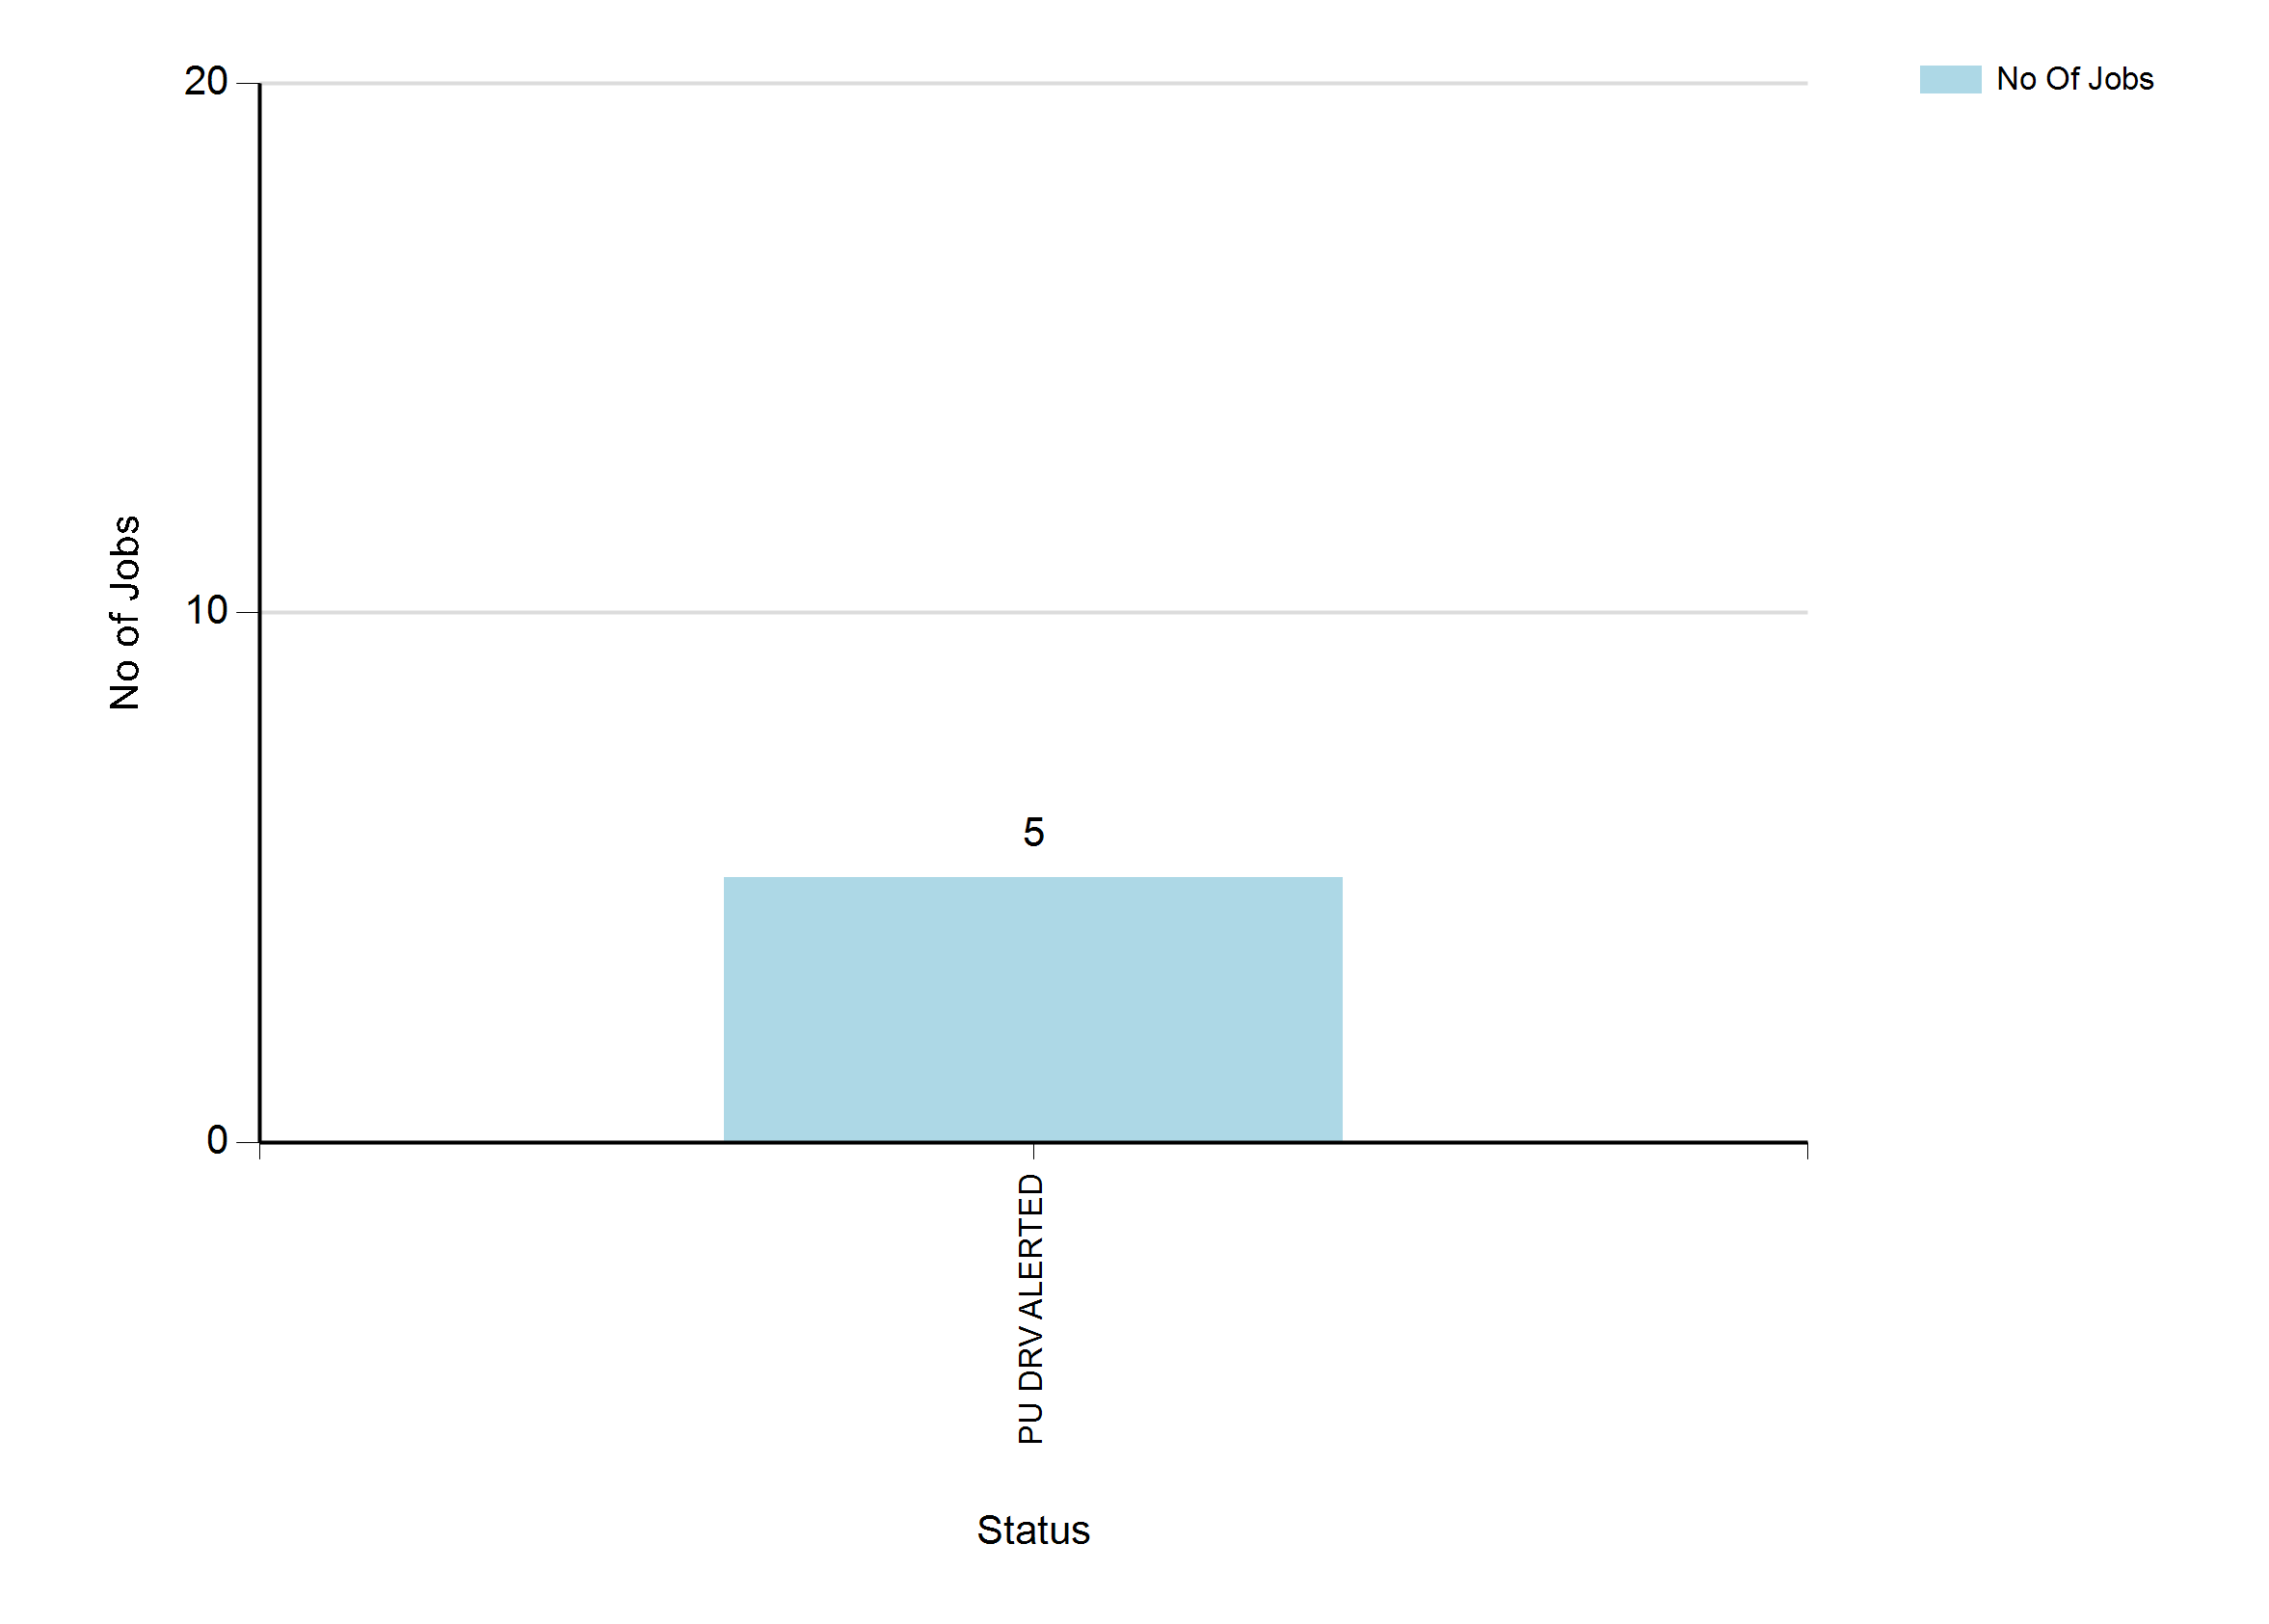 20
No Of Jobs
10
No of Jobs
5
0
PU DRV ALERTED
Status